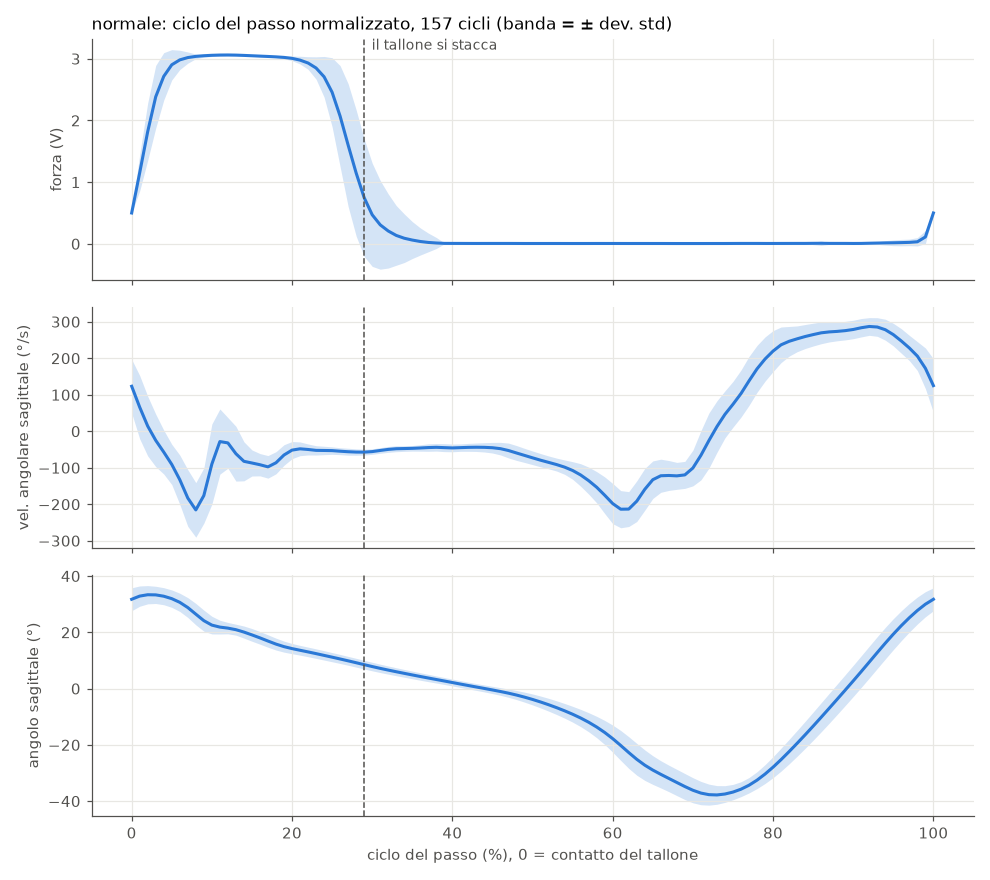 normale: ciclo del passo normalizzato, 157 cicli (banda = ± dev. std)
il tallone si stacca
3
2
1
0
forza (V)
300
200
100
0
−100
−200
−300
vel. angolare sagittale (°/s)
40
20
0
−20
−40
angolo sagittale (°)
0 20 40 60 80 100
ciclo del passo (%), 0 = contatto del tallone